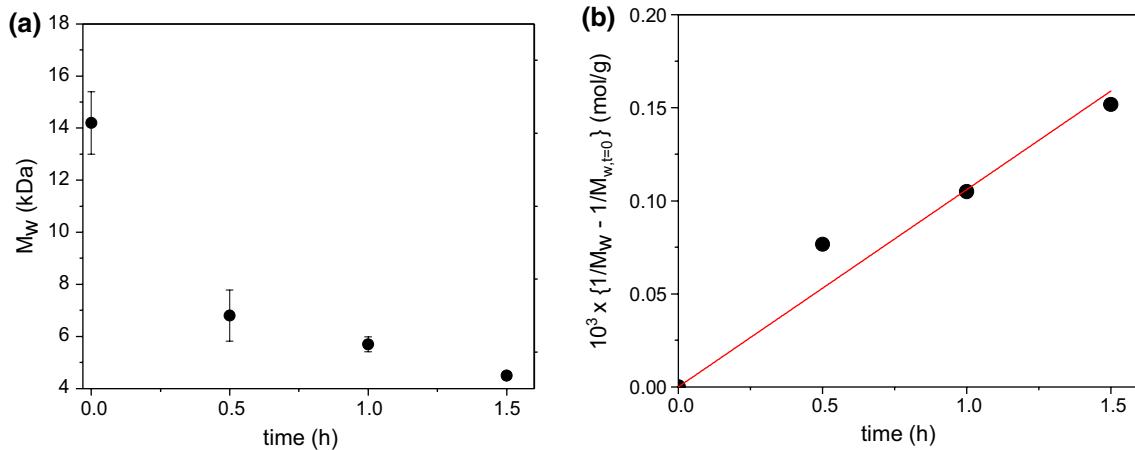 (a)
18
16
14
12
10
8
6
4
M_w (kDa)
0.0 0.5 1.0 1.5
time (h)
(b)
0.20
0.15
0.10
0.05
0.00
10³ x {1/M_w - 1/M_w,t=0} (mol/g)
0.0 0.5 1.0 1.5
time (h)